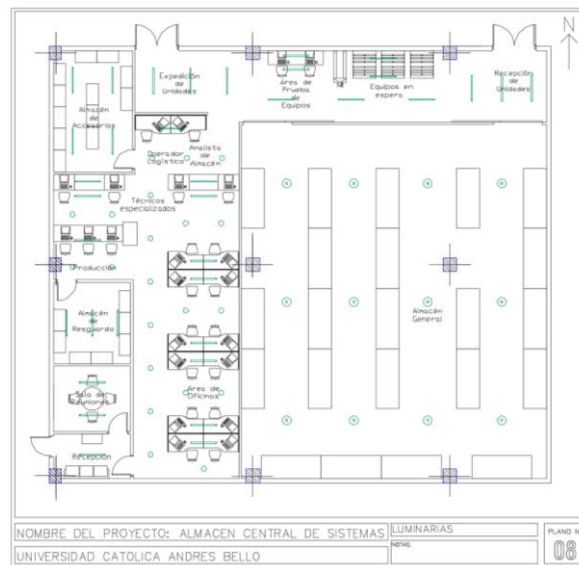 N
Expedición
de
Unidades
Área de
Prueba
de
Equipos
Equipos en
espera
Recepción
de
Unidades
Almacén
de
Accesorios
Operador
Logístico
Analista
de
Almacén
Técnicos
especializados
Producción
Almacén
de
Resguardo
Almacén
General
Sala de
Reuniones
Área de
Oficinas
Recepción
NOMBRE DEL PROYECTO: ALMACEN CENTRAL DE SISTEMAS
LUMINARIAS
PLANO N
UNIVERSIDAD CATOLICA ANDRES BELLO
NOTAS:
08